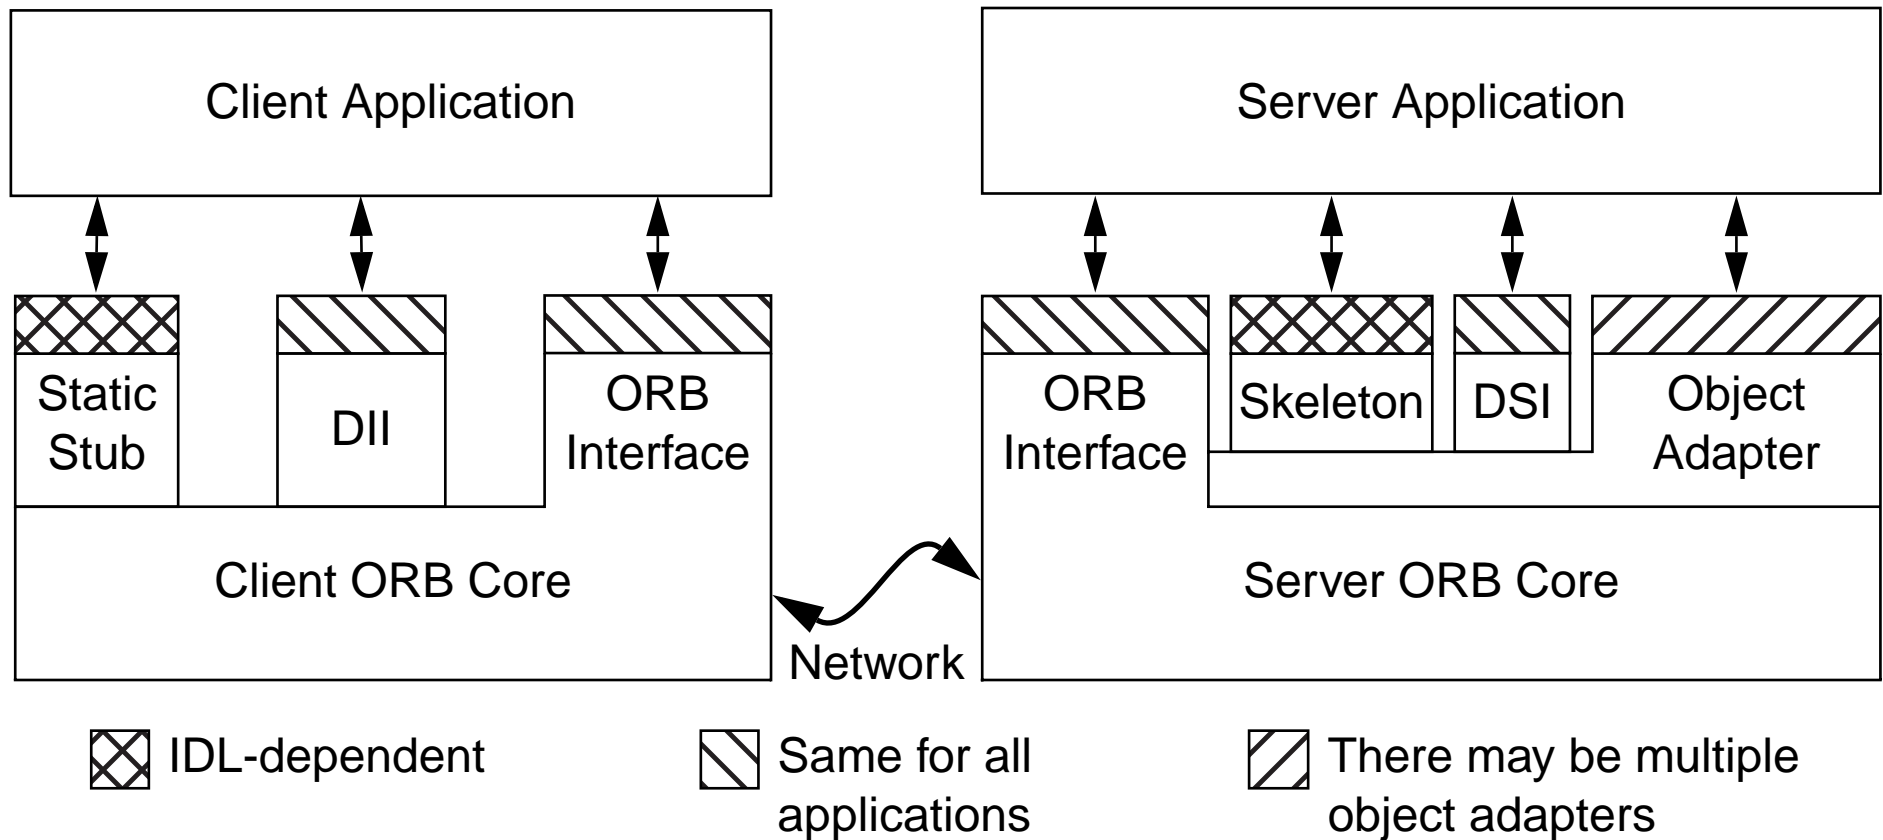 Client Application
Server Application
Static
Stub
DII
ORB
Interface
ORB
Interface
Skeleton
DSI
Object
Adapter
Client ORB Core
Server ORB Core
Network
IDL-dependent
Same for all
applications
There may be multiple
object adapters